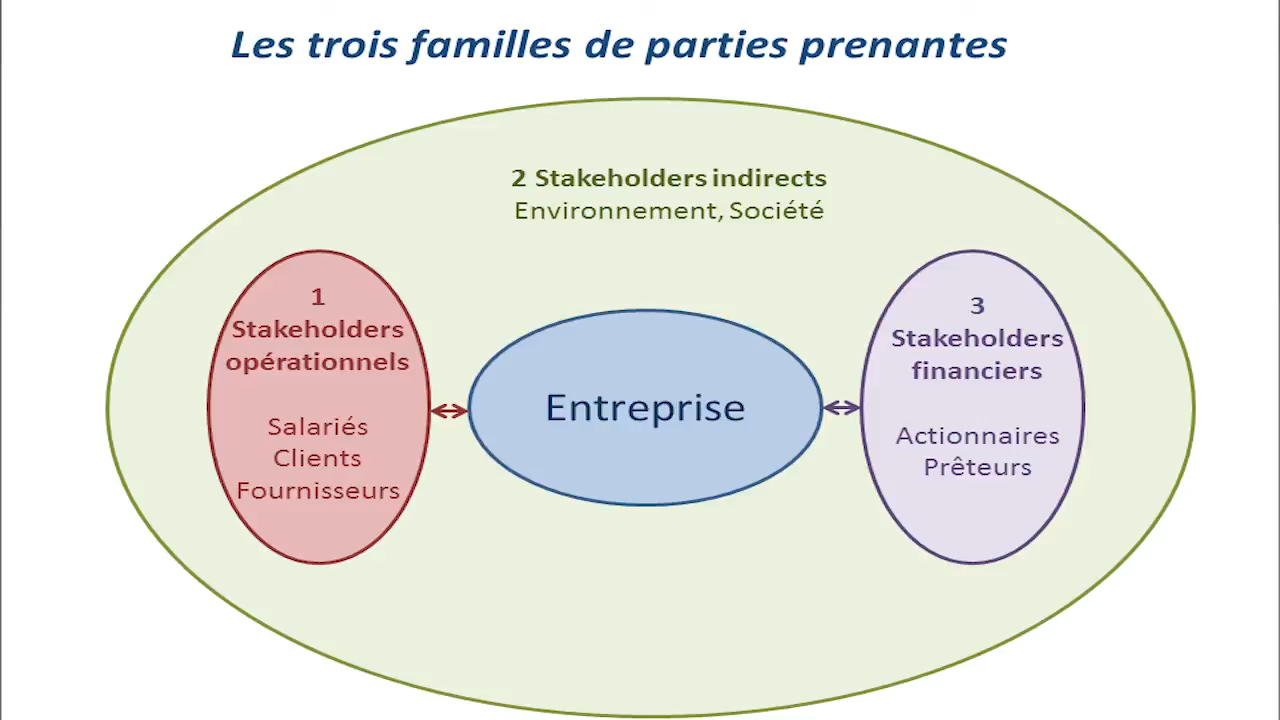 Les trois familles de parties prenantes
2 Stakeholders indirects
Environnement, Société
1
Stakeholders
opérationnels
Salariés
Clients
Fournisseurs
Entreprise
3
Stakeholders
financiers
Actionnaires
Prêteurs